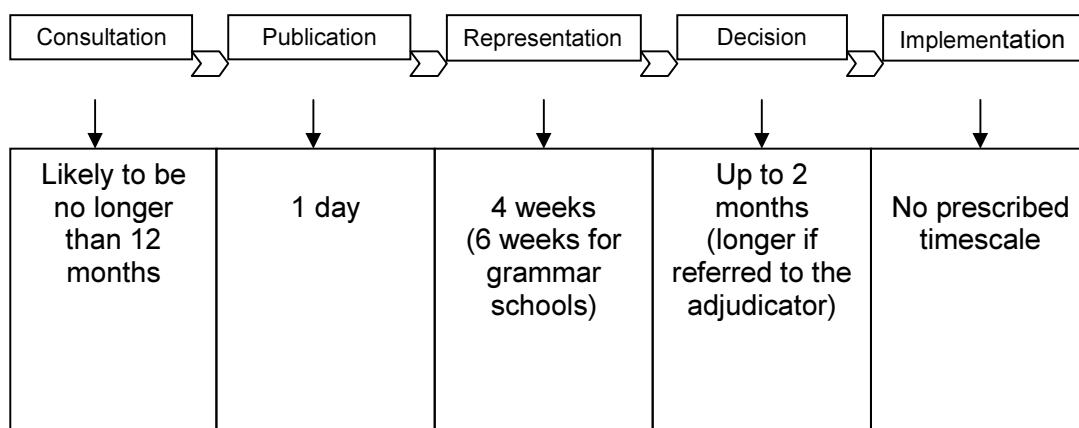 Consultation
Publication
Representation
Decision
Implementation
Likely to be
no longer
than 12
months
1 day
4 weeks
(6 weeks for
grammar
schools)
Up to 2
months
(longer if
referred to the
adjudicator)
No prescribed
timescale